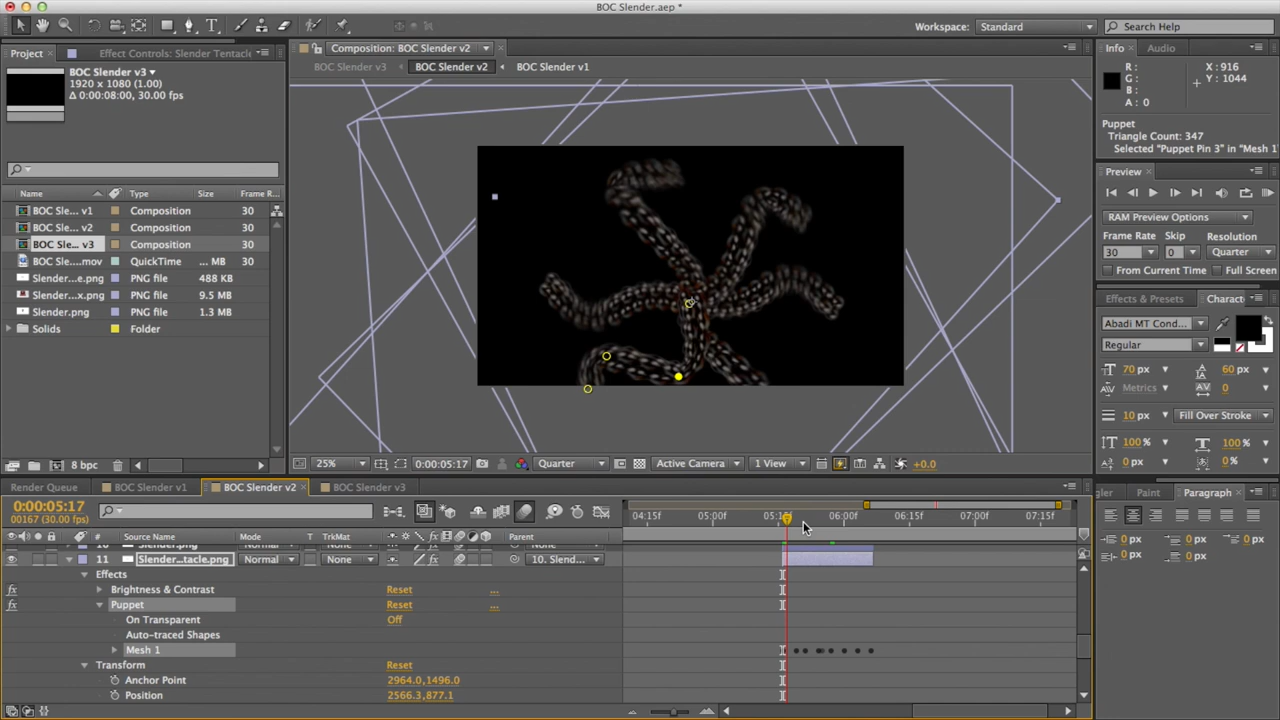 BOC Slender.aep *
Workspace: Standard
Search Help
Project
Effect Controls: Slender Tentacle
Composition: BOC Slender v2
Info
Audio
BOC Slender v3
BOC Slender v2
BOC Slender v1
BOC Slender v3▼
1920 x 1080 (1.00)
Δ 0:00:08:00, 30.00 fps
R :
G :
B :
A : 0
X : 916
Y : 1044
Puppet
Triangle Count: 347
Selected "Puppet Pin 3" in "Mesh 1"
Preview
RAM Preview Options
Frame Rate
Skip
Resolution
30
0
Quarter
From Current Time
Full Screen
Name
Type
Size
Frame R...
BOC Sle... v1 Composition 30
BOC Sle... v2 Composition 30
BOC Sle... v3 Composition 30
BOC Sle....mov QuickTime ... MB 30
Slender...e.png PNG file 488 KB
Slender...x.png PNG file 9.5 MB
Slender.png PNG file 1.3 MB
Solids Folder
Effects & Presets
Charact
Abadi MT Cond...
Regular
70 px
60 px
Metrics
0
10 px
Fill Over Stroke
100%
100%
0 px
0 %
8 bpc
25%
0:00:05:17
Quarter
Active Camera
1 View
+0.0
Render Queue
BOC Slender v1
BOC Slender v2
BOC Slender v3
gler
Paint
Paragraph
0:00:05:17
00167 (30.00 fps)
04:15f
05:00f
06:00f
06:15f
07:00f
07:15f
0 px
0 px
0 px
0 px
0 px
#
Source Name
Mode
T
TrkMat
Parent
11 Slender...tacle.png Normal None 10. Slend...
Effects
Brightness & Contrast Reset ...
Puppet Reset ...
On Transparent Off
Auto-traced Shapes
Mesh 1
Transform Reset
Anchor Point 2964.0,1496.0
Position 2566.3,877.1